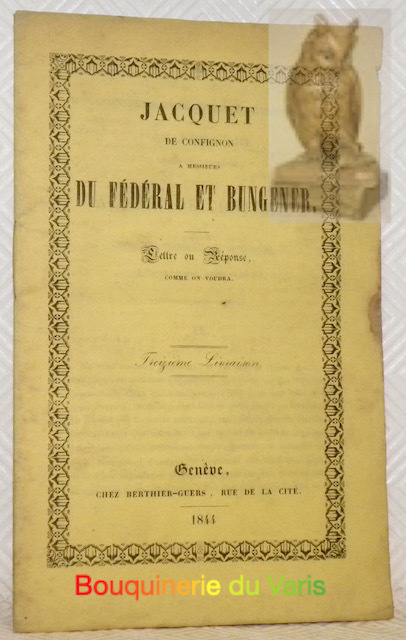 JACQUET
DE CONFIGNON
A MESSIEURS
DU FÉDÉRAL ET BUNGENER.
Lettre ou Réponse,
COMME ON VOUDRA.
Treizième Livraison
Genève,
CHEZ BERTHIER-GUERS, RUE DE LA CITÉ.
1844
Bouquinerie du Varis